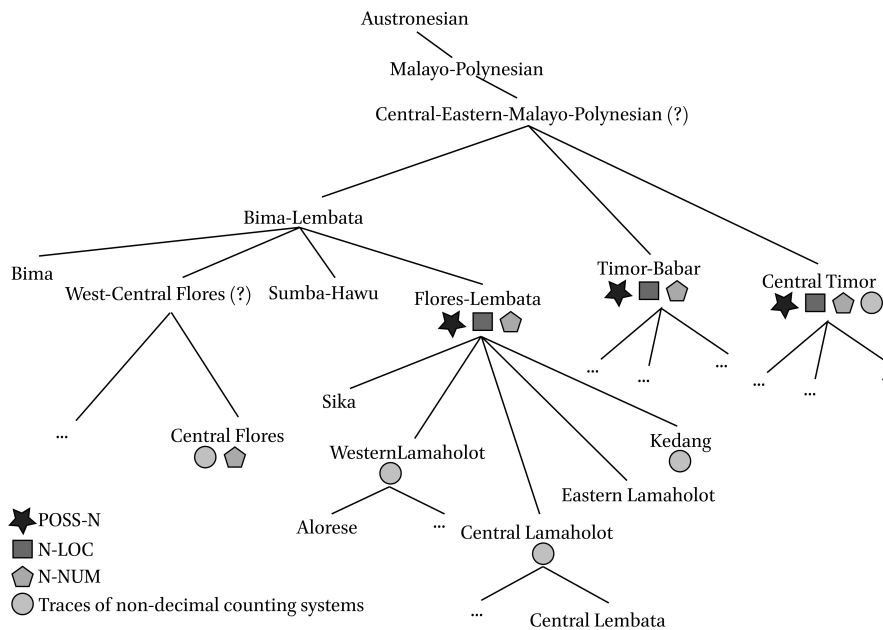 Austronesian
Malayo-Polynesian
Central-Eastern-Malayo-Polynesian (?)
Bima-Lembata
Bima
West-Central Flores (?)
Sumba-Hawu
Flores-Lembata
Timor-Babar
Central Timor
...
...
...
...
...
Sika
...
Central Flores
WesternLamaholot
Kedang
Eastern Lamaholot
Alorese
...
Central Lamaholot
...
Central Lembata
POSS-N
N-LOC
N-NUM
Traces of non-decimal counting systems